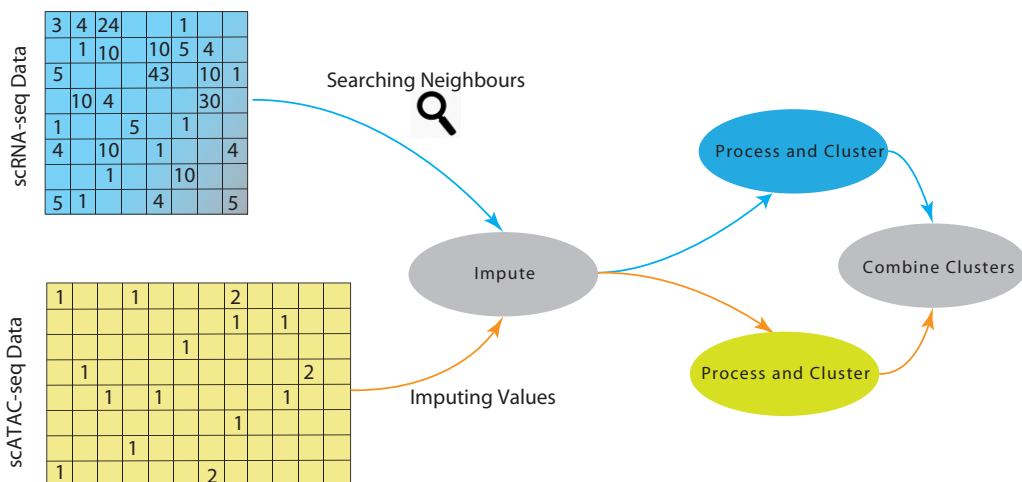 scRNA-seq Data
3 4 24 1
1 10 10 5 4
5 43 10 1
10 4 30
1 5 1
4 10 1 4
1 10
5 1 4 5
Searching Neighbours
Process and Cluster
Impute
Combine Clusters
scATAC-seq Data
1 1 2
1 1
1
1 2
1 1 1
1
1
1 2
Imputing Values
Process and Cluster